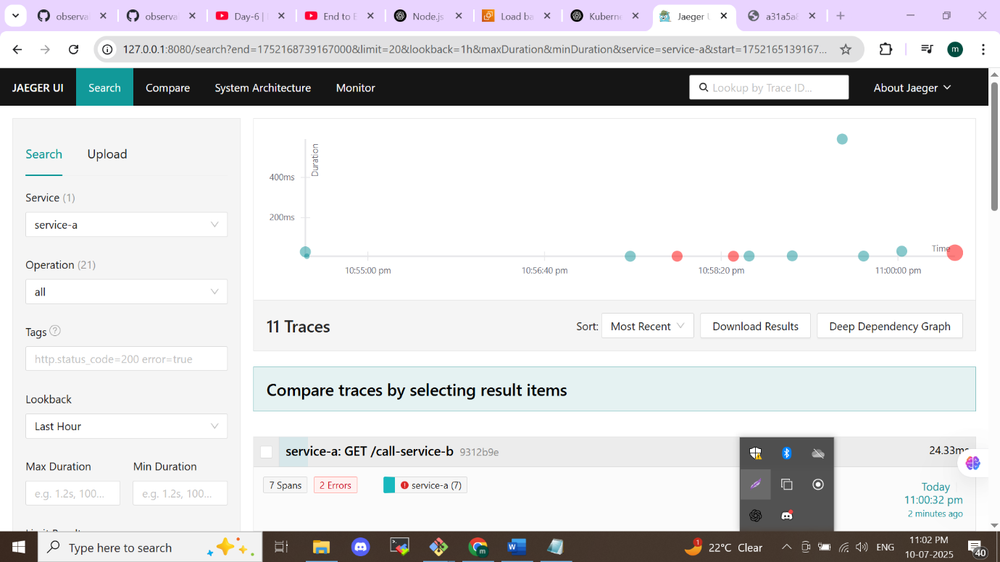 observa
observa
Day-6 |
End to E
Node.js
Load ba
Kuberne
Jaeger U
a31a5a8
127.0.0.1:8080/search?end=1752168739167000&limit=20&lookback=1h&maxDuration&minDuration&service=service-a&start=1752165139167...
m
JAEGER UI
Search
Compare
System Architecture
Monitor
Lookup by Trace ID...
About Jaeger
Search
Upload
Service (1)
service-a
Operation (21)
all
Tags ?
http.status_code=200 error=true
Lookback
Last Hour
Max Duration
Min Duration
e.g. 1.2s, 100...
e.g. 1.2s, 100...
Duration
400ms
200ms
Time
10:55:00 pm
10:56:40 pm
10:58:20 pm
11:00:00 pm
11 Traces
Sort:
Most Recent
Download Results
Deep Dependency Graph
Compare traces by selecting result items
service-a: GET /call-service-b 9312b9e
24.33ms
7 Spans
2 Errors
service-a (7)
Today
11:00:32 pm
2 minutes ago
Type here to search
m
1
22°C Clear
ENG
11:02 PM
10-07-2025
40